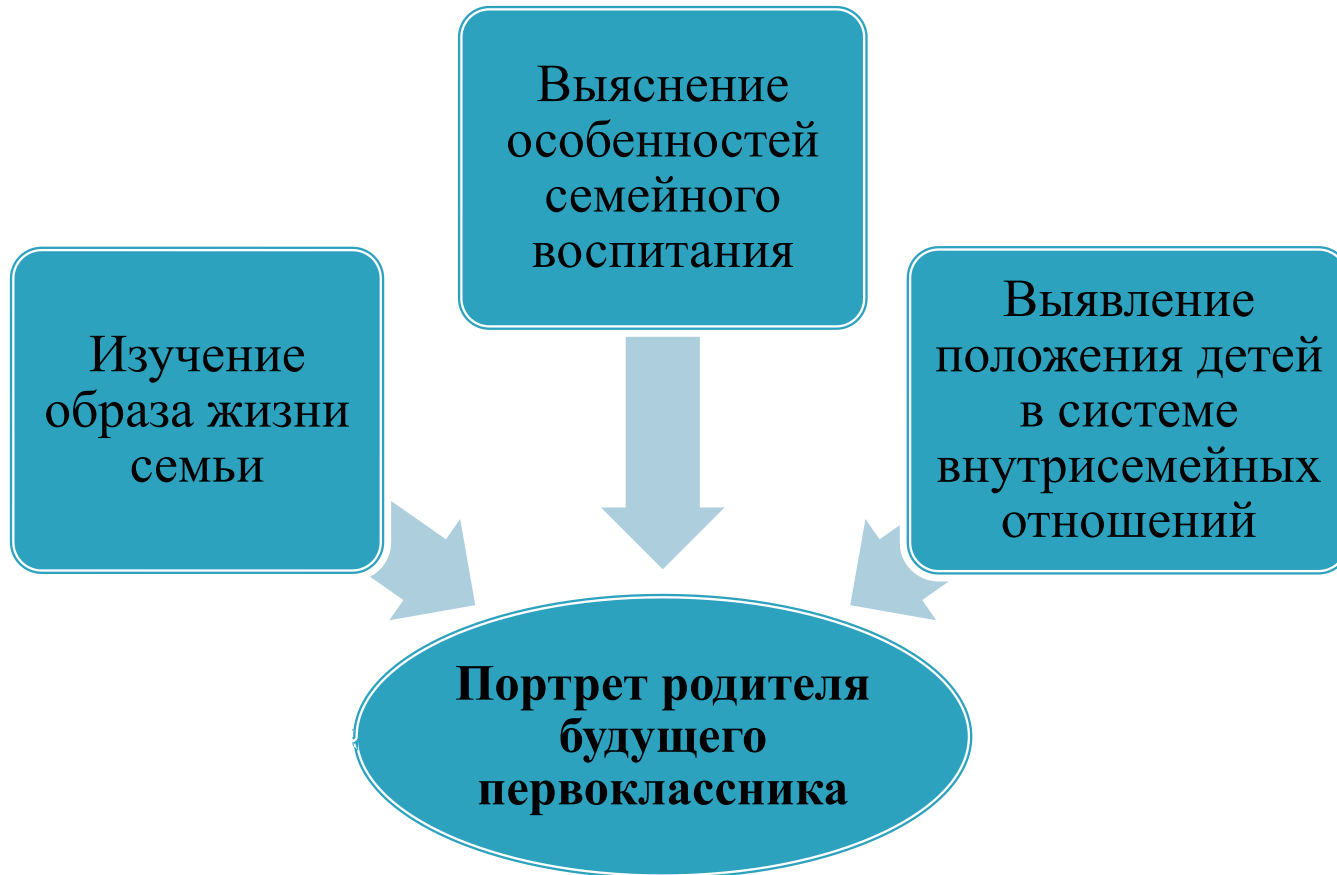 Выяснение
особенностей
семейного
воспитания
Изучение
образа жизни
семьи
Выявление
положения детей
в системе
внутрисемейных
отношений
Портрет родителя
будущего
первоклассника